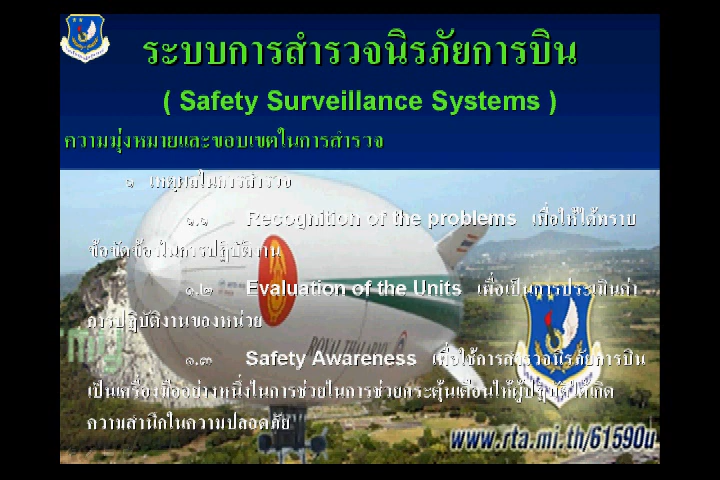 ระบบการสำรวจนิรภัยการบิน
( Safety Surveillance Systems )
ความมุ่งหมายและขอบเขตในการสำรวจ
๑ เหตุผลในการสำรวจ
๑.๑ Recognition of the problems เพื่อให้ได้ทราบ
ข้อขัดข้องในการปฏิบัติงาน
๑.๒ Evaluation of the Units เพื่อเป็นการประเมินค่า
การปฏิบัติงานของหน่วย
๑.๓ Safety Awareness เพื่อใช้การสำรวจนิรภัยการบิน
เป็นเครื่องมืออย่างหนึ่งในการช่วยในการช่วยกระตุ้นเตือนให้ผู้ปฏิบัติได้เกิด
ความสำนึกในความปลอดภัย
ROYAL THAI ARMY
www.rta.mi.th/61590u